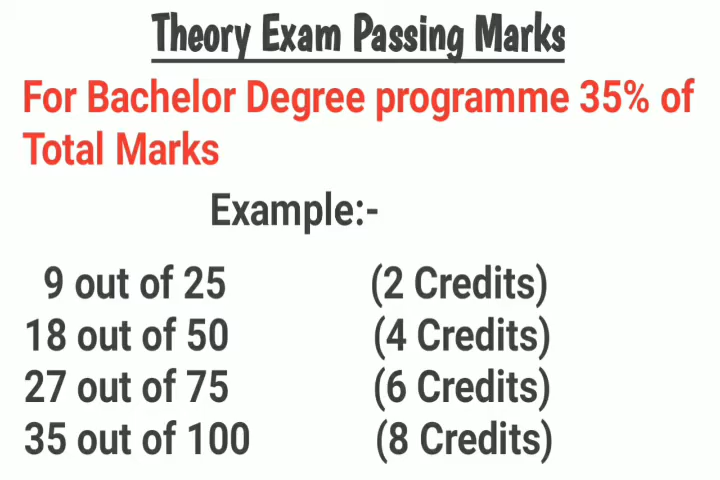 Theory Exam Passing Marks
For Bachelor Degree programme 35% of
Total Marks
Example:-
9 out of 25 (2 Credits)
18 out of 50 (4 Credits)
27 out of 75 (6 Credits)
35 out of 100 (8 Credits)